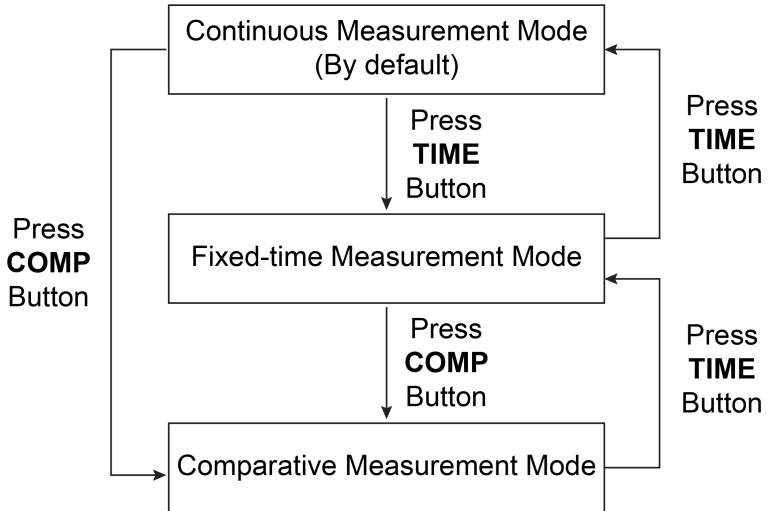 Continuous Measurement Mode
(By default)
Press
TIME
Button
Press
TIME
Button
Press
COMP
Button
Fixed-time Measurement Mode
Press
COMP
Button
Press
TIME
Button
Comparative Measurement Mode